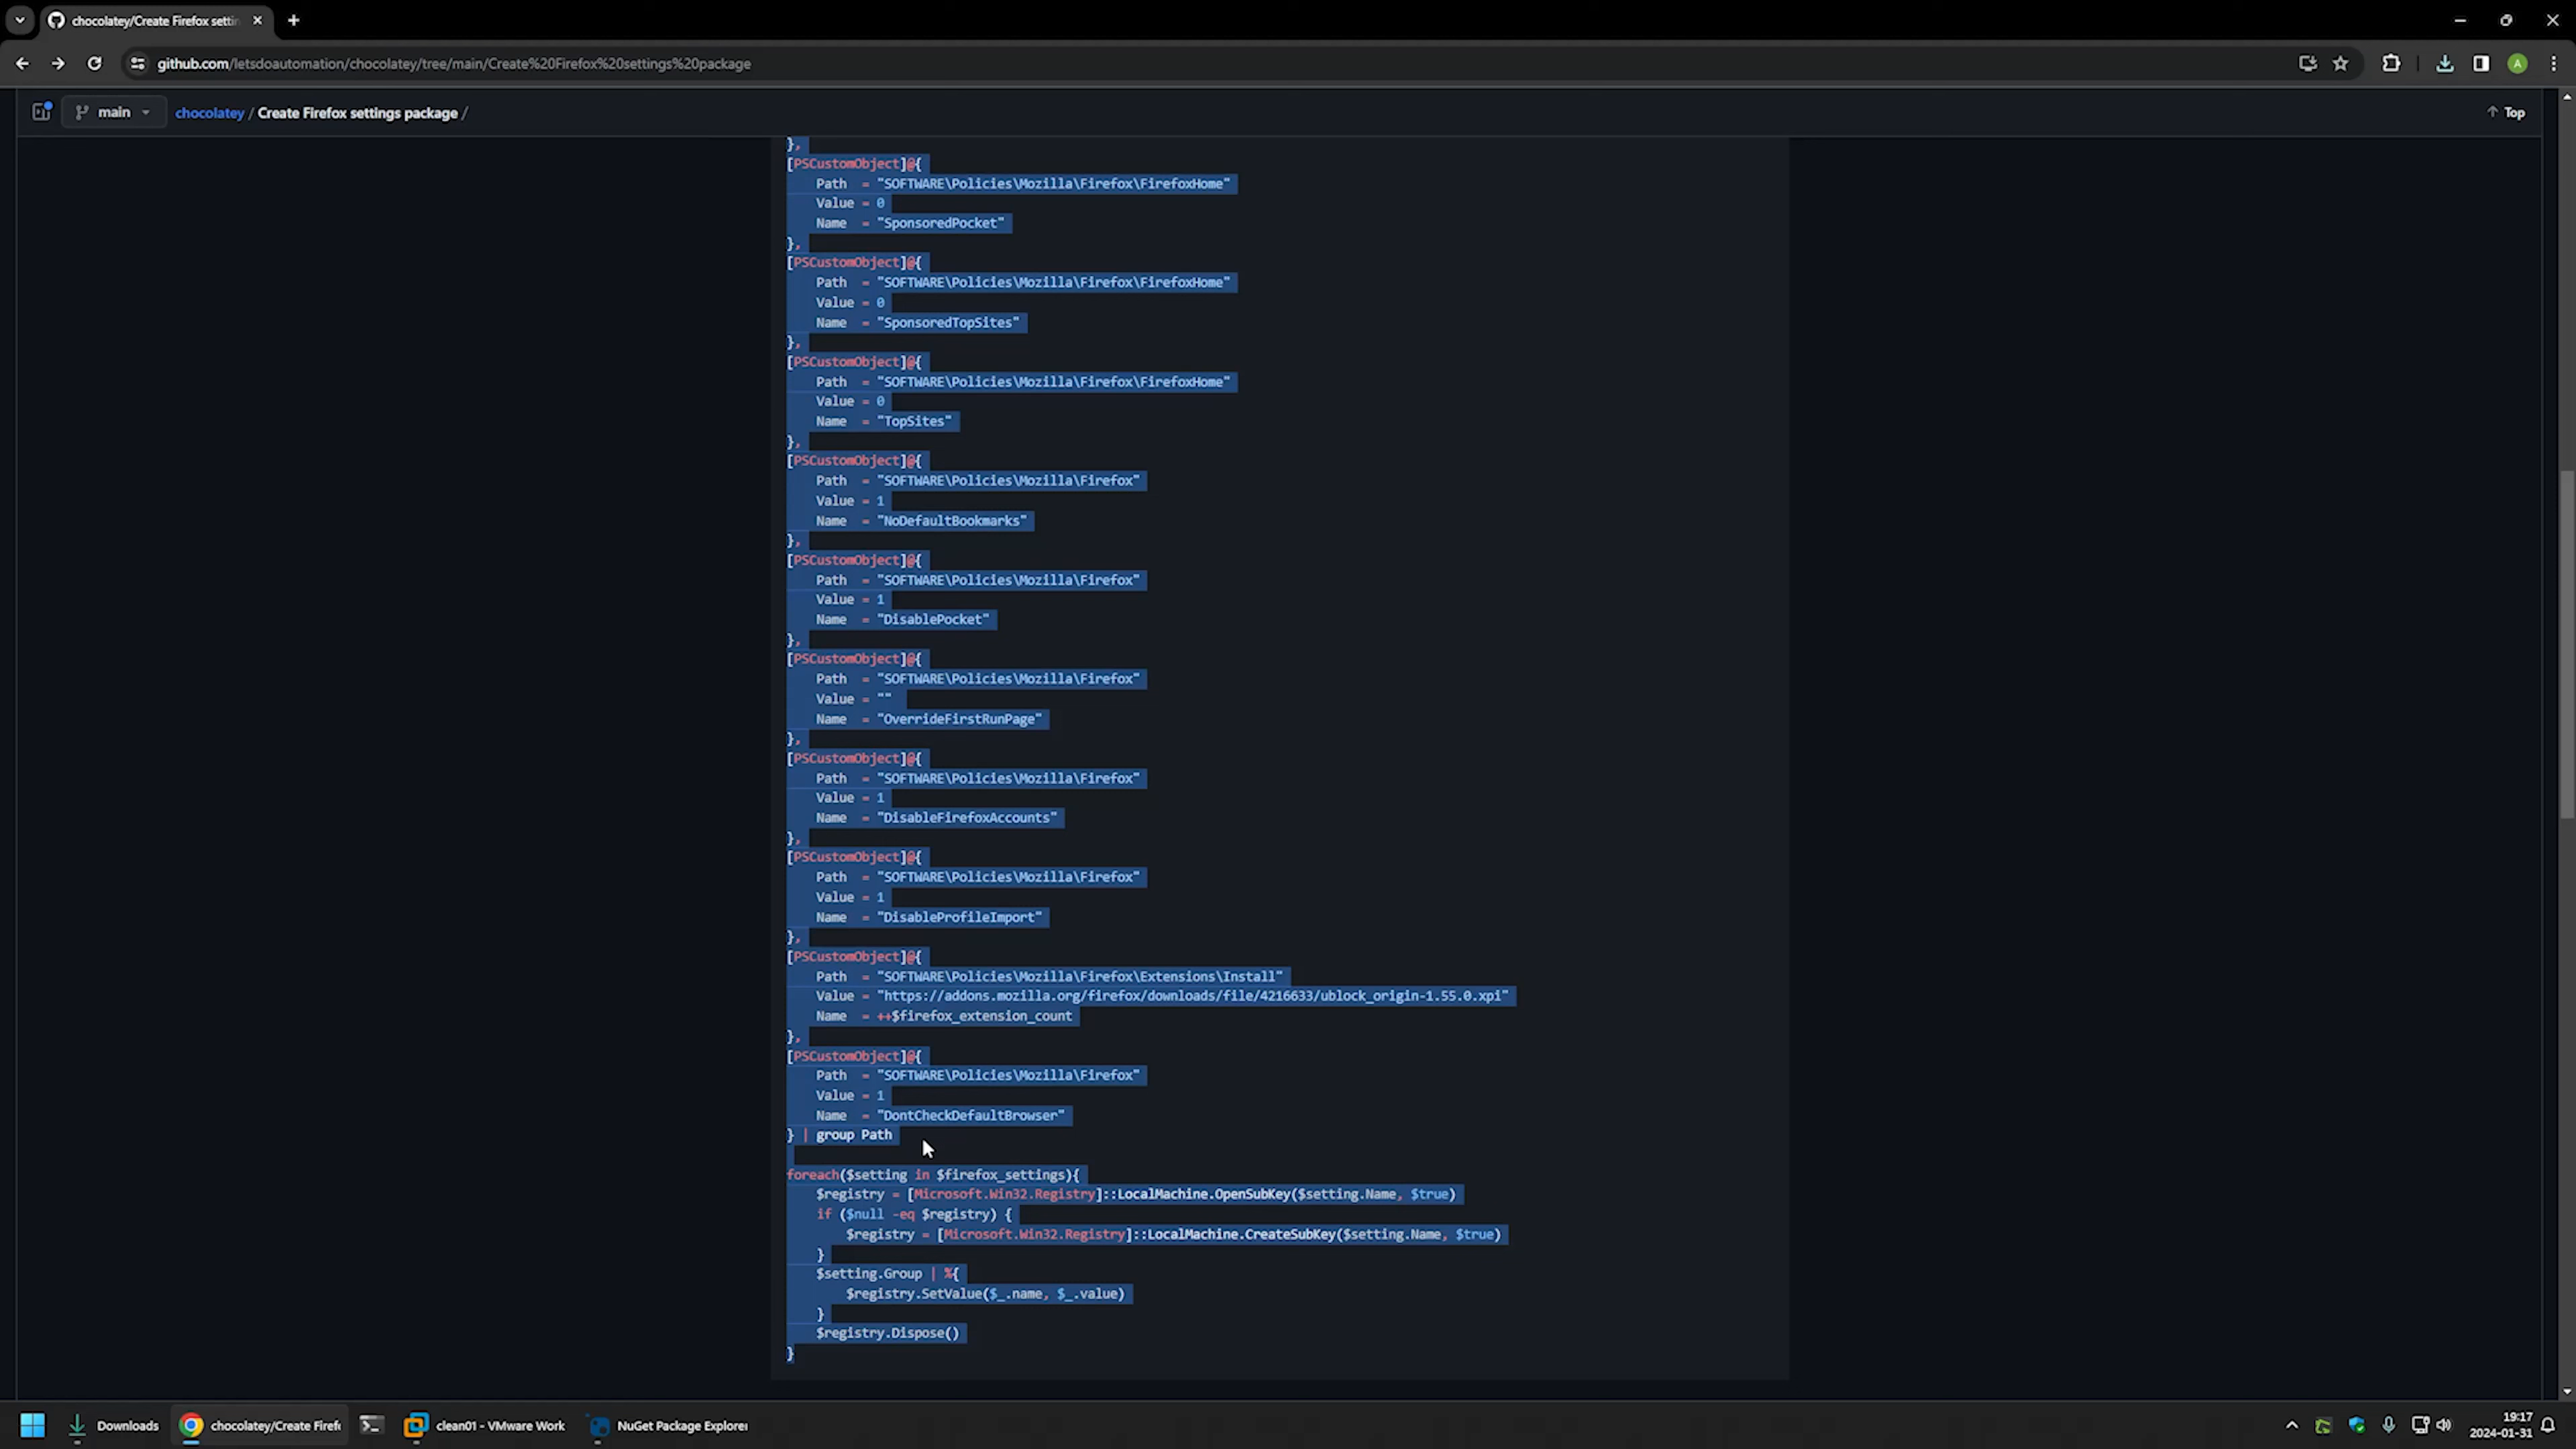 chocolatey/Create Firefox settin
github.com/letsdoautomation/chocolatey/tree/main/Create%20Firefox%20settings%20package
A
main
chocolatey / Create Firefox settings package /
Top
},
[PSCustomObject]@{
Path = "SOFTWARE\Policies\Mozilla\Firefox\FirefoxHome"
Value = 0
Name = "SponsoredPocket"
},
[PSCustomObject]@{
Path = "SOFTWARE\Policies\Mozilla\Firefox\FirefoxHome"
Value = 0
Name = "SponsoredTopSites"
},
[PSCustomObject]@{
Path = "SOFTWARE\Policies\Mozilla\Firefox\FirefoxHome"
Value = 0
Name = "TopSites"
},
[PSCustomObject]@{
Path = "SOFTWARE\Policies\Mozilla\Firefox"
Value = 1
Name = "NoDefaultBookmarks"
},
[PSCustomObject]@{
Path = "SOFTWARE\Policies\Mozilla\Firefox"
Value = 1
Name = "DisablePocket"
},
[PSCustomObject]@{
Path = "SOFTWARE\Policies\Mozilla\Firefox"
Value = ""
Name = "OverrideFirstRunPage"
},
[PSCustomObject]@{
Path = "SOFTWARE\Policies\Mozilla\Firefox"
Value = 1
Name = "DisableFirefoxAccounts"
},
[PSCustomObject]@{
Path = "SOFTWARE\Policies\Mozilla\Firefox"
Value = 1
Name = "DisableProfileImport"
},
[PSCustomObject]@{
Path = "SOFTWARE\Policies\Mozilla\Firefox\Extensions\Install"
Value = "https://addons.mozilla.org/firefox/downloads/file/4216633/ublock_origin-1.55.0.xpi"
Name = ++$firefox_extension_count
},
[PSCustomObject]@{
Path = "SOFTWARE\Policies\Mozilla\Firefox"
Value = 1
Name = "DontCheckDefaultBrowser"
} | group Path
foreach($setting in $firefox_settings){
$registry = [Microsoft.Win32.Registry]::LocalMachine.OpenSubKey($setting.Name, $true)
if ($null -eq $registry) {
$registry = [Microsoft.Win32.Registry]::LocalMachine.CreateSubKey($setting.Name, $true)
}
$setting.Group | %{
$registry.SetValue($_.name, $_.value)
}
$registry.Dispose()
}
Downloads
chocolatey/Create Firef
clean01 - VMware Work
NuGet Package Explorer
19:17
2024-01-31